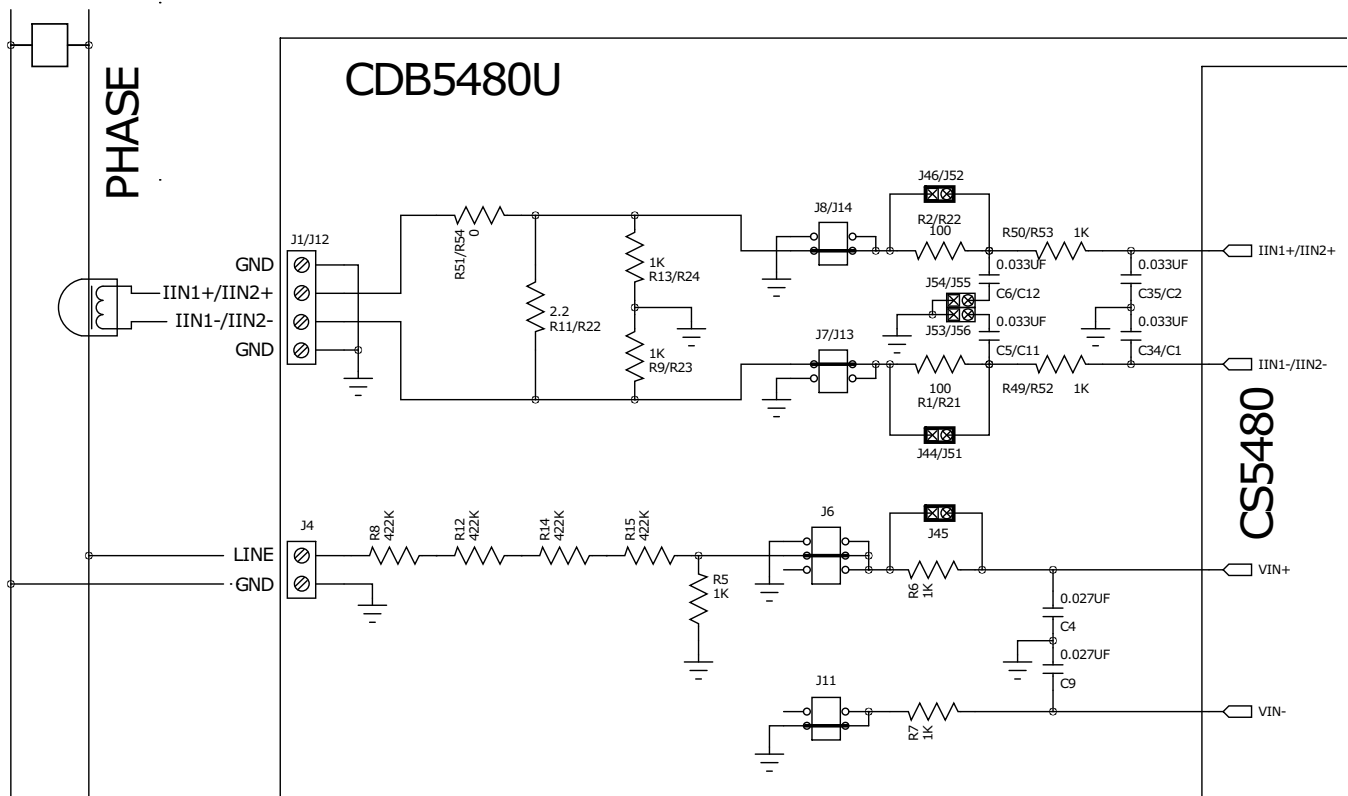 CDB5480U
PHASE
J46/J52
R2/R22
100
J8/J14
R50/R53 1K
IIN1+/IIN2+
J1/J12
R51/R54
0
GND
IIN1+/IIN2+
IIN1-/IIN2-
GND
1K
R13/R24
2.2
R11/R22
1K
R9/R23
0.033UF
C6/C12
0.033UF
C35/C2
J54/J55
J53/J56
0.033UF
C5/C11
0.033UF
C34/C1
J7/J13
IIN1-/IIN2-
100
R1/R21
R49/R52 1K
J44/J51
CS5480
J4
R8
422K
R12
422K
R14
422K
R15
422K
J6
J45
LINE
GND
R5
1K
R6
1K
VIN+
0.027UF
C4
0.027UF
C9
J11
R7
1K
VIN-